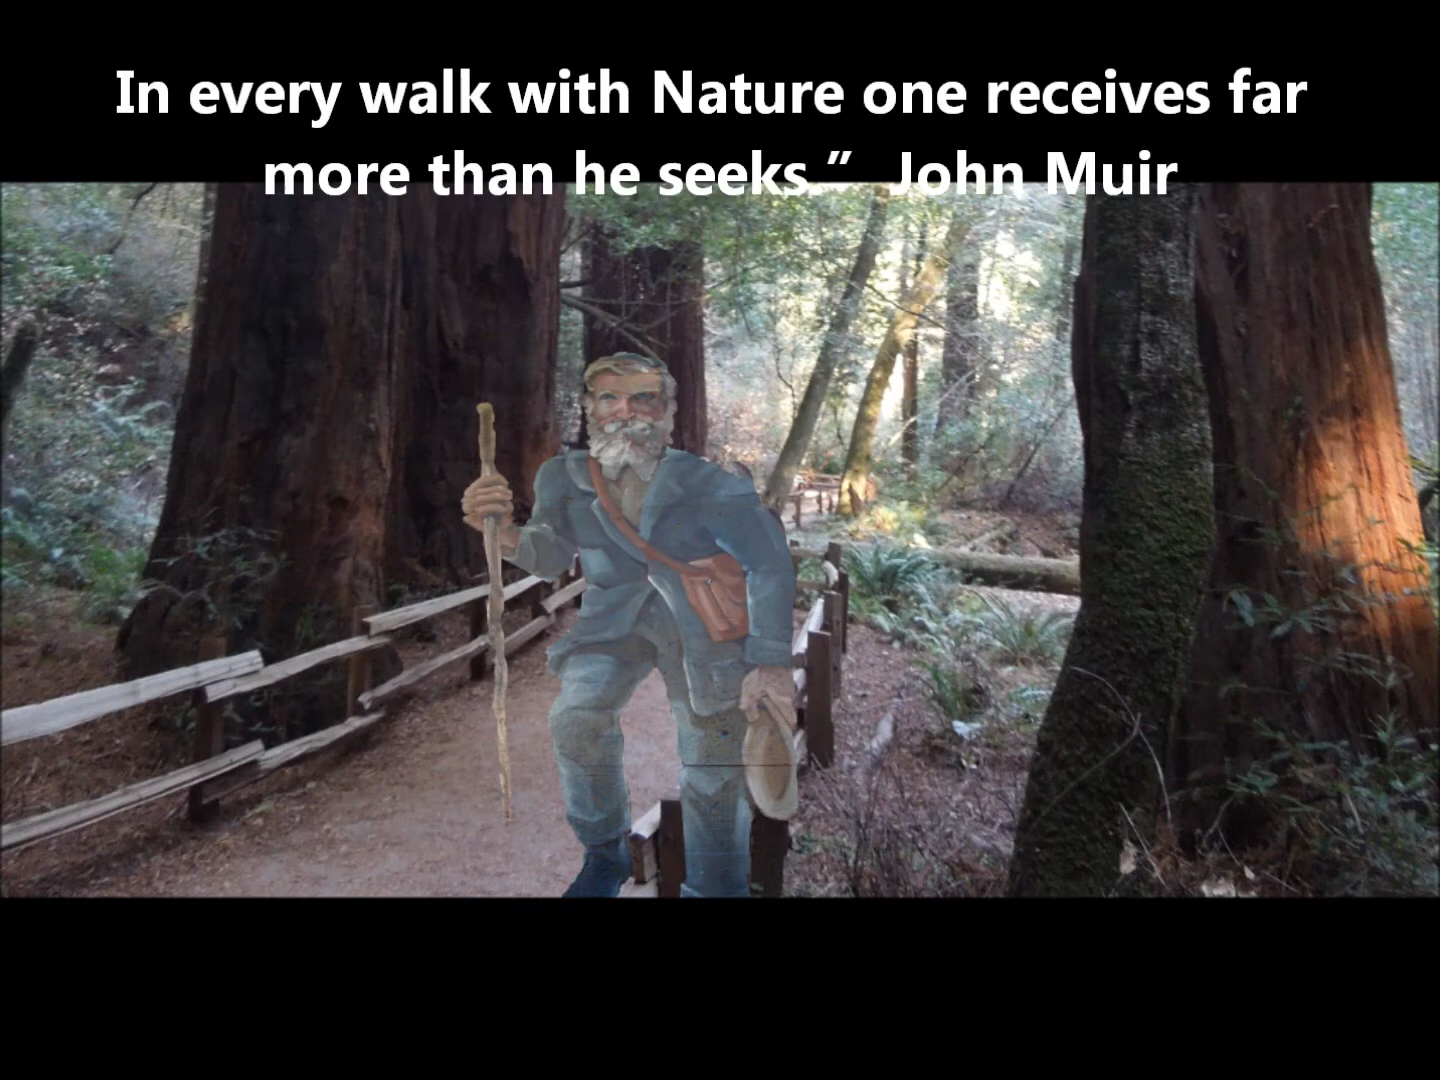 In every walk with Nature one receives far
more than he seeks.” John Muir